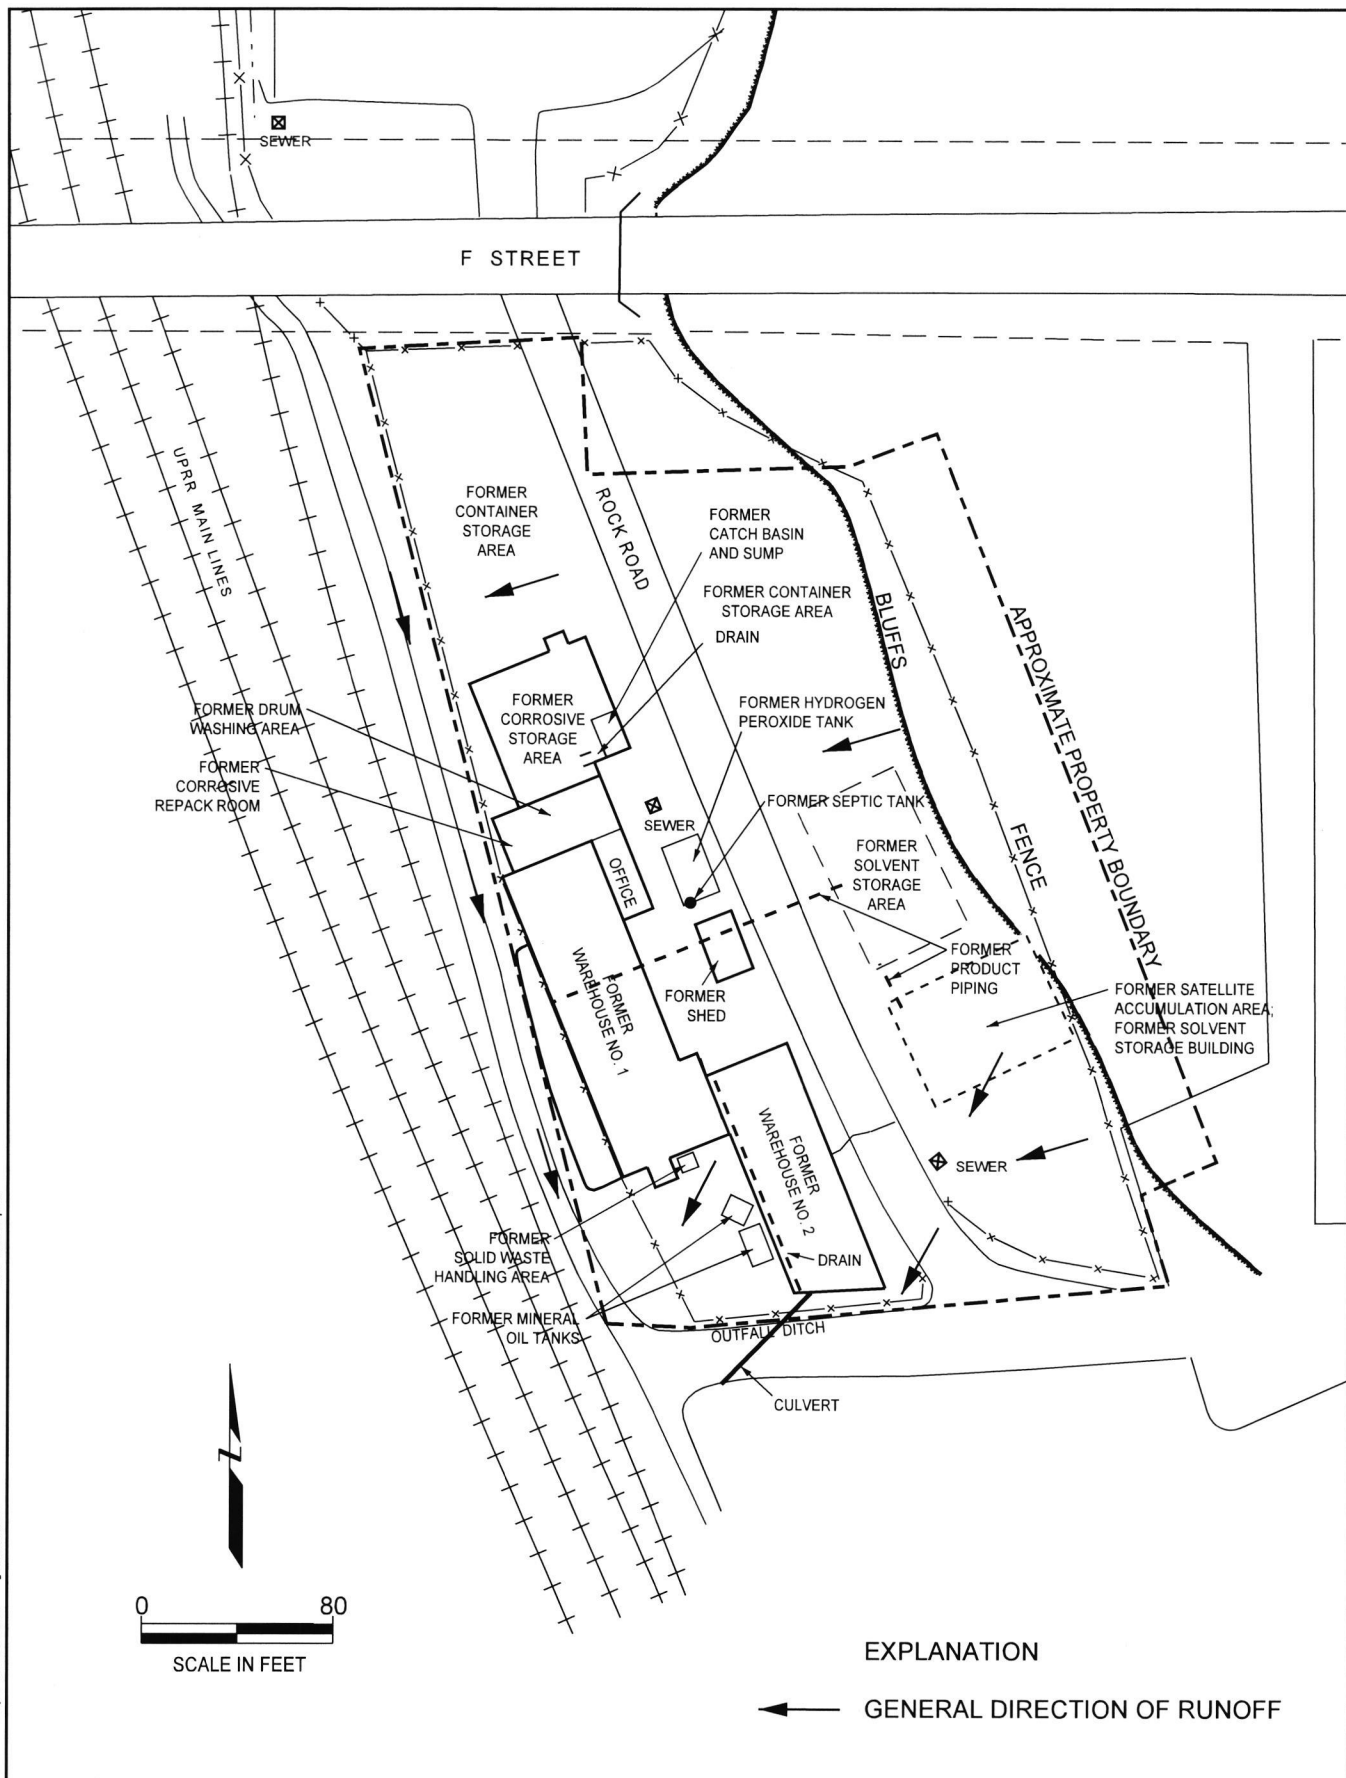 SEWER
F STREET
UPRR MAIN LINES
FORMER
CONTAINER
STORAGE
AREA
ROCK ROAD
FORMER
CATCH BASIN
AND SUMP
FORMER CONTAINER
STORAGE AREA
DRAIN
BLUFFS
APPROXIMATE PROPERTY BOUNDARY
FORMER DRUM
WASHING AREA
FORMER
CORROSIVE
STORAGE
AREA
FORMER HYDROGEN
PEROXIDE TANK
FORMER
CORROSIVE
REPACK ROOM
SEWER
FORMER SEPTIC TANK
FENCE
OFFICE
FORMER
SOLVENT
STORAGE
AREA
FORMER
WAREHOUSE NO. 1
FORMER
SHED
FORMER
PRODUCT
PIPING
FORMER SATELLITE
ACCUMULATION AREA;
FORMER SOLVENT
STORAGE BUILDING
FORMER
WAREHOUSE NO. 2
SEWER
FORMER
SOLID WASTE
HANDLING AREA
DRAIN
FORMER MINERAL
OIL TANKS
OUTFALL DITCH
CULVERT
Z
0 80
SCALE IN FEET
EXPLANATION
GENERAL DIRECTION OF RUNOFF